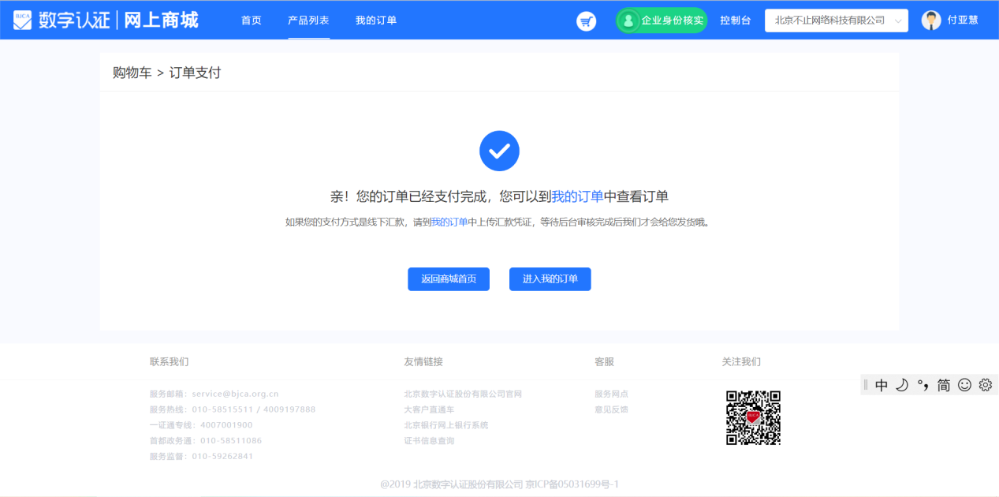 BJCA 数字认证 网上商城 首页 产品列表 我的订单 企业身份核实 控制台 北京不止网络科技有限公司 付亚慧
购物车 > 订单支付
亲！您的订单已经支付完成，您可以到我的订单中查看订单
如果您的支付方式是线下汇款，请到我的订单中上传汇款凭证，等待后台审核完成后我们才会给您发货哦。
返回商城首页 进入我的订单
联系我们 友情链接 客服 关注我们
中 °, 简
服务邮箱：service@bjca.org.cn 北京数字认证股份有限公司官网 服务网点
服务热线：010-58515511 / 4009197888 大客户直通车 意见反馈
一证通专线：4007001900 北京银行网上银行系统
首都政务通：010-58511086 证书信息查询
服务监督：010-59262841
@2019 北京数字认证股份有限公司 京ICP备05031699号-1